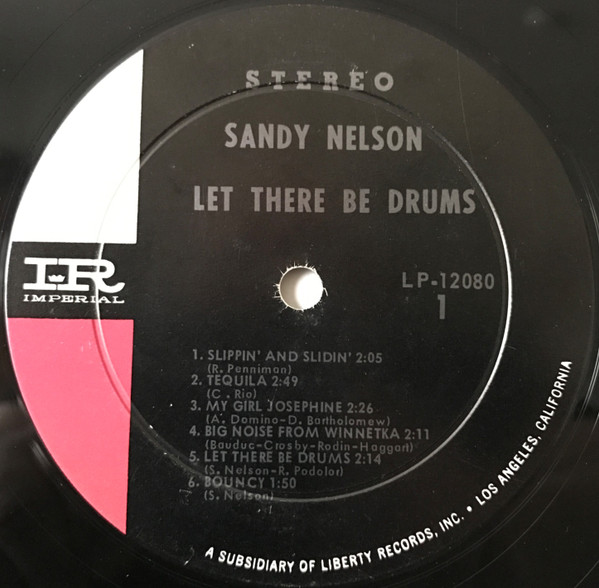 STEREO
SANDY NELSON
LET THERE BE DRUMS
IR
IMPERIAL
LP-12080
1
1. SLIPPIN' AND SLIDIN' 2:05
(R. Penniman)
2. TEQUILA 2:49
(C. Rio)
3. MY GIRL JOSEPHINE 2:26
(A. Domino-D. Bartholomew)
4. BIG NOISE FROM WINNETKA 2:11
(Bauduc-Crosby-Rodin-Haggart)
5. LET THERE BE DRUMS 2:14
(S. Nelson-R. Podolor)
6. BOUNCY 1:50
(S. Nelson)
A SUBSIDIARY OF LIBERTY RECORDS, INC. • LOS ANGELES, CALIFORNIA